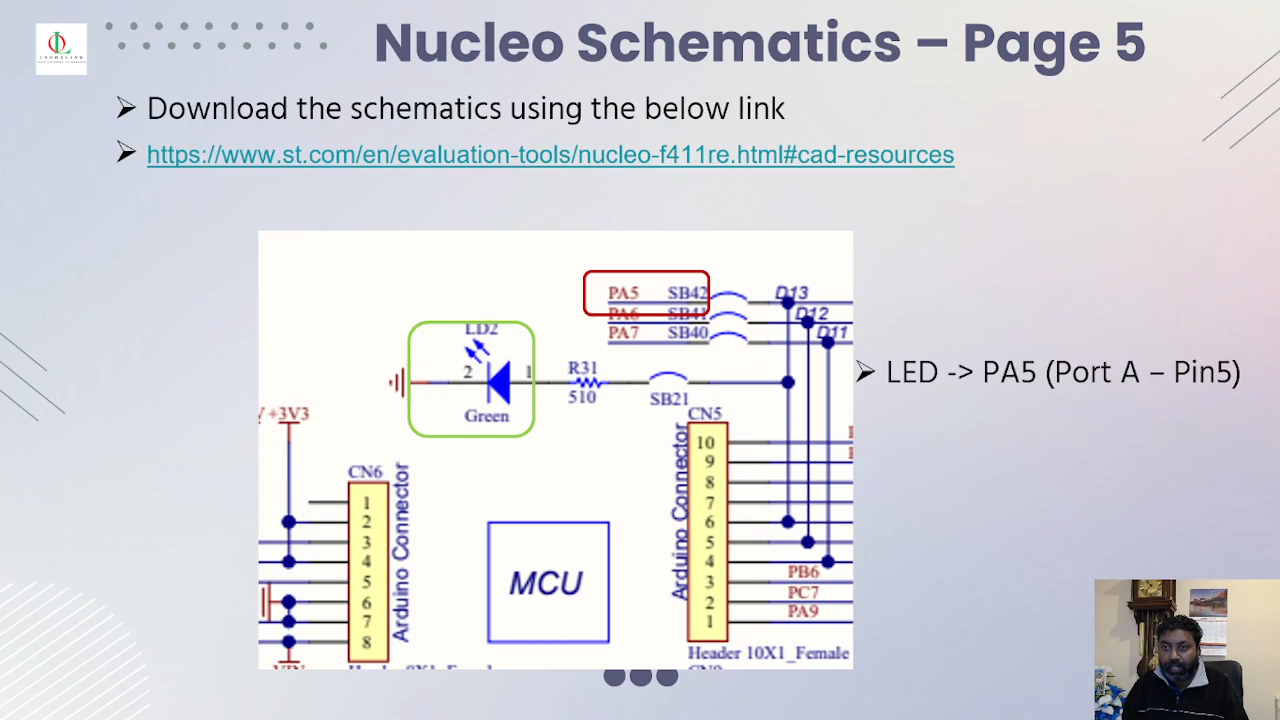 Nucleo Schematics – Page 5
INDOZLINK
➢ Download the schematics using the below link
➢ https://www.st.com/en/evaluation-tools/nucleo-f411re.html#cad-resources
PA5 SB42 D13
PA6 SB41 D12
PA7 SB40 D11
LD2
2 1
Green
R31
510
SB21
➢ LED -> PA5 (Port A – Pin5)
+3V3
CN6
1
2
3
4
5
6
7
8
Arduino Connector
MCU
CN5
10
9
8
7
6
5
4
3
2
1
Arduino Connector
PB6
PC7
PA9
Header 10X1_Female